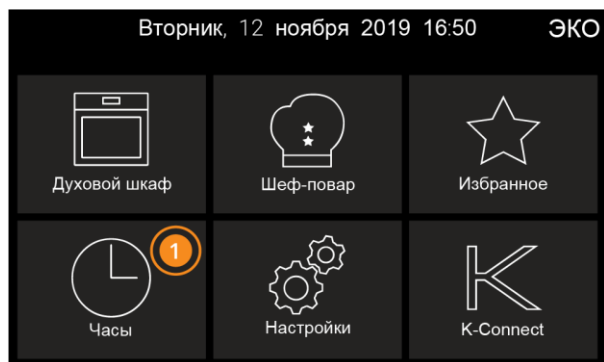 Вторник, 12 ноября 2019 16:50 ЭКО
Духовой шкаф Шеф-повар Избранное
1
Часы Настройки K-Connect